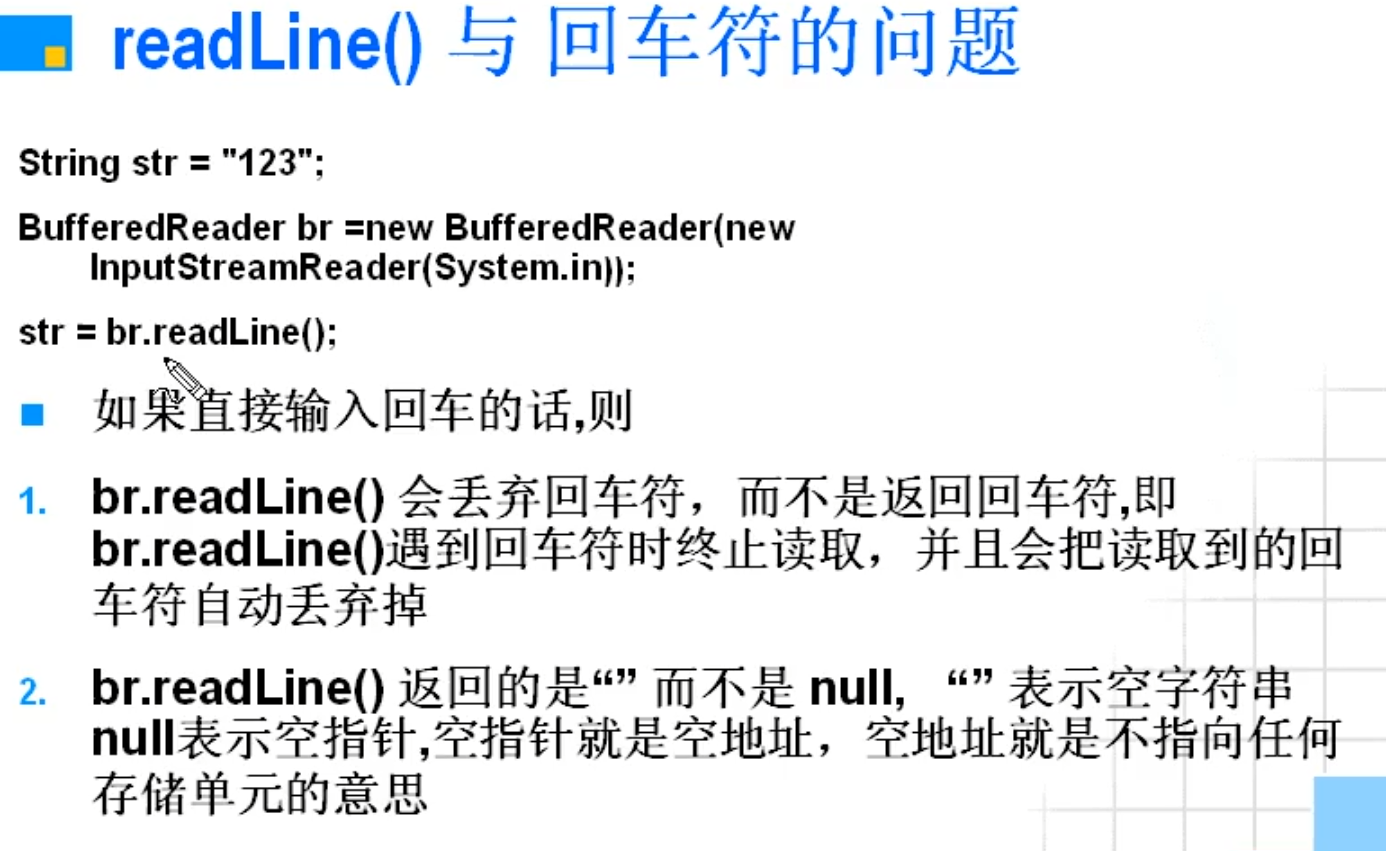 readLine() 与 回车符的问题
String str = "123";
BufferedReader br =new BufferedReader(new
InputStreamReader(System.in));
str = br.readLine();
如果直接输入回车的话,则
1. br.readLine() 会丢弃回车符，而不是返回回车符,即
br.readLine()遇到回车符时终止读取，并且会把读取到的回
车符自动丢弃掉
2. br.readLine() 返回的是“” 而不是 null, “” 表示空字符串
null表示空指针,空指针就是空地址，空地址就是不指向任何
存储单元的意思